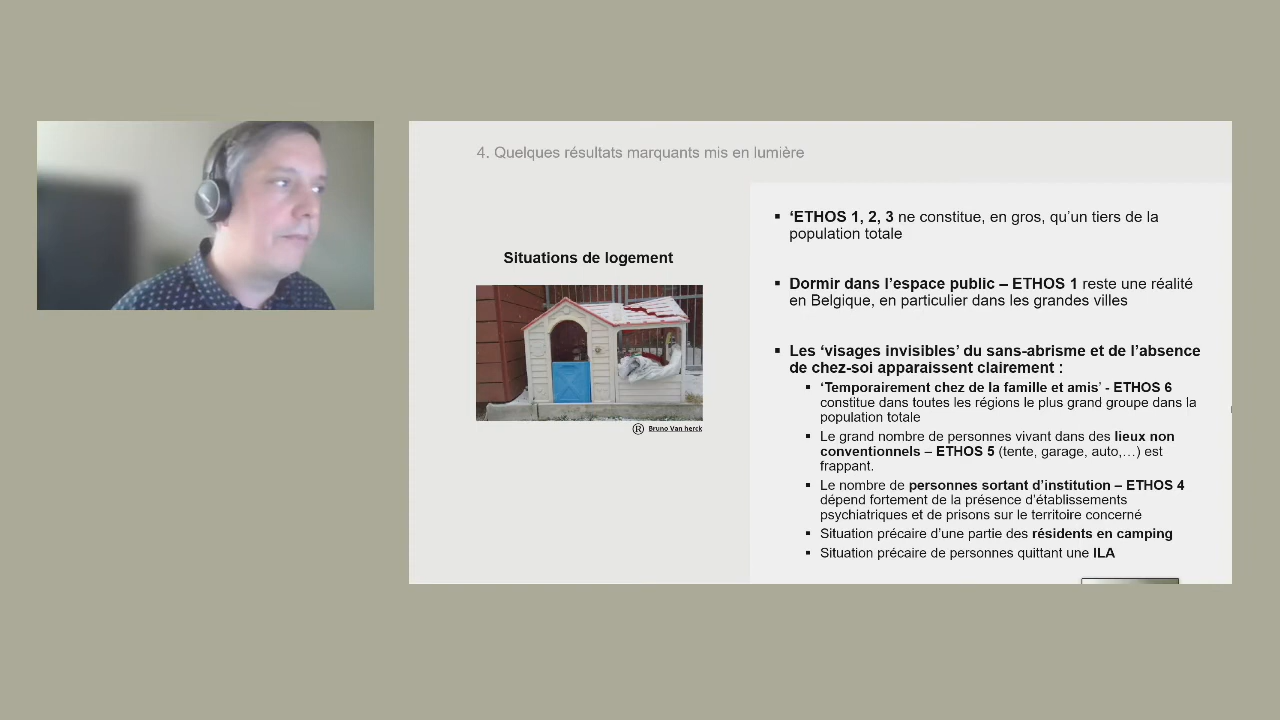 4. Quelques résultats marquants mis en lumière
Situations de logement
® Bruno Van herck
▪ ‘ETHOS 1, 2, 3 ne constitue, en gros, qu’un tiers de la
population totale
▪ Dormir dans l’espace public – ETHOS 1 reste une réalité
en Belgique, en particulier dans les grandes villes
▪ Les ‘visages invisibles’ du sans-abrisme et de l’absence
de chez-soi apparaissent clairement :
▪ ‘Temporairement chez de la famille et amis’ - ETHOS 6
constitue dans toutes les régions le plus grand groupe dans la
population totale
▪ Le grand nombre de personnes vivant dans des lieux non
conventionnels – ETHOS 5 (tente, garage, auto,…) est
frappant.
▪ Le nombre de personnes sortant d’institution – ETHOS 4
dépend fortement de la présence d’établissements
psychiatriques et de prisons sur le territoire concerné
▪ Situation précaire d’une partie des résidents en camping
▪ Situation précaire de personnes quittant une ILA